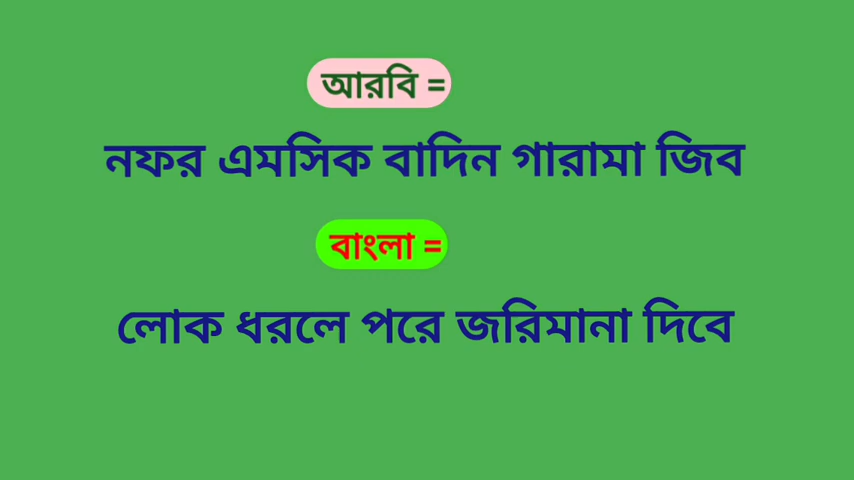 আরবি =
নফর এমসিক বাদিন গারামা জিব
বাংলা =
লোক ধরলে পরে জরিমানা দিবে